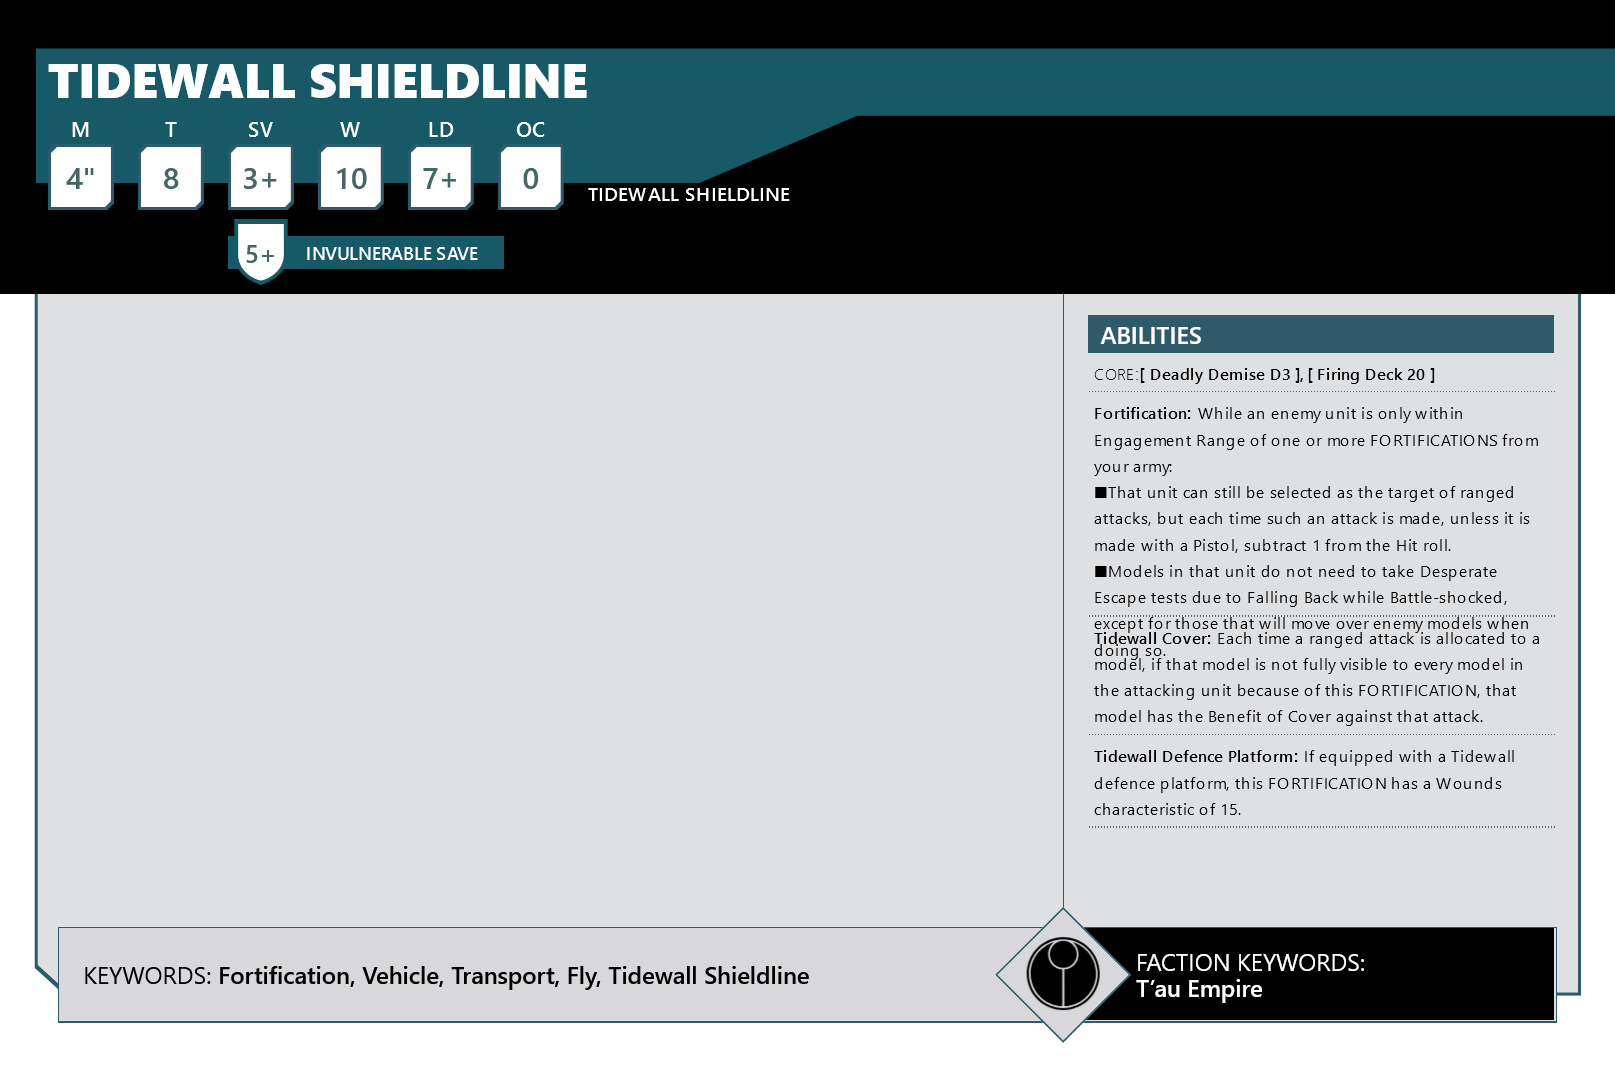 TIDEWALL SHIELDLINE
M T SV W LD OC
4" 8 3+ 10 7+ 0
TIDEWALL SHIELDLINE
5+ INVULNERABLE SAVE
ABILITIES
CORE:[ Deadly Demise D3 ], [ Firing Deck 20 ]
Fortification: While an enemy unit is only within
Engagement Range of one or more FORTIFICATIONS from
your army:
■That unit can still be selected as the target of ranged
attacks, but each time such an attack is made, unless it is
made with a Pistol, subtract 1 from the Hit roll.
■Models in that unit do not need to take Desperate
Escape tests due to Falling Back while Battle-shocked,
except for those that will move over enemy models when
doing so.
Tidewall Cover: Each time a ranged attack is allocated to a
model, if that model is not fully visible to every model in
the attacking unit because of this FORTIFICATION, that
model has the Benefit of Cover against that attack.
Tidewall Defence Platform: If equipped with a Tidewall
defence platform, this FORTIFICATION has a Wounds
characteristic of 15.
KEYWORDS: Fortification, Vehicle, Transport, Fly, Tidewall Shieldline
FACTION KEYWORDS:
T’au Empire